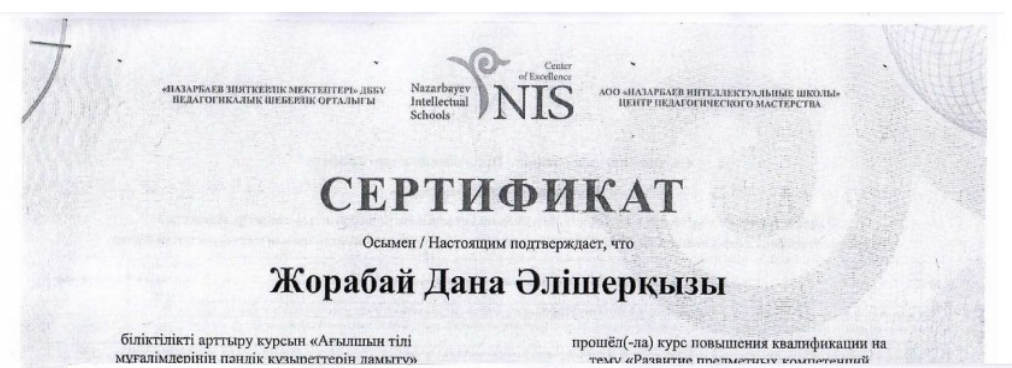 «НАЗАРБАЕВ ЗИЯТКЕРЛІК МЕКТЕПТЕРІ» ДББҰ
ПЕДАГОГИКАЛЫҚ ШЕБЕРЛІК ОРТАЛЫҒЫ
Nazarbayev
Intellectual
Schools
Center
of Excellence
NIS
АОО «НАЗАРБАЕВ ИНТЕЛЛЕКТУАЛЬНЫЕ ШКОЛЫ»
ЦЕНТР ПЕДАГОГИЧЕСКОГО МАСТЕРСТВА
СЕРТИФИКАТ
Осымен / Настоящим подтверждает, что
Жорабай Дана Әлішерқызы
біліктілікті арттыру курсын «Ағылшын тілі
мұғалімдерінің пәндік құзыреттерін дамыту»
прошёл(-ла) курс повышения квалификации на
тему «Развитие предметных компетенций